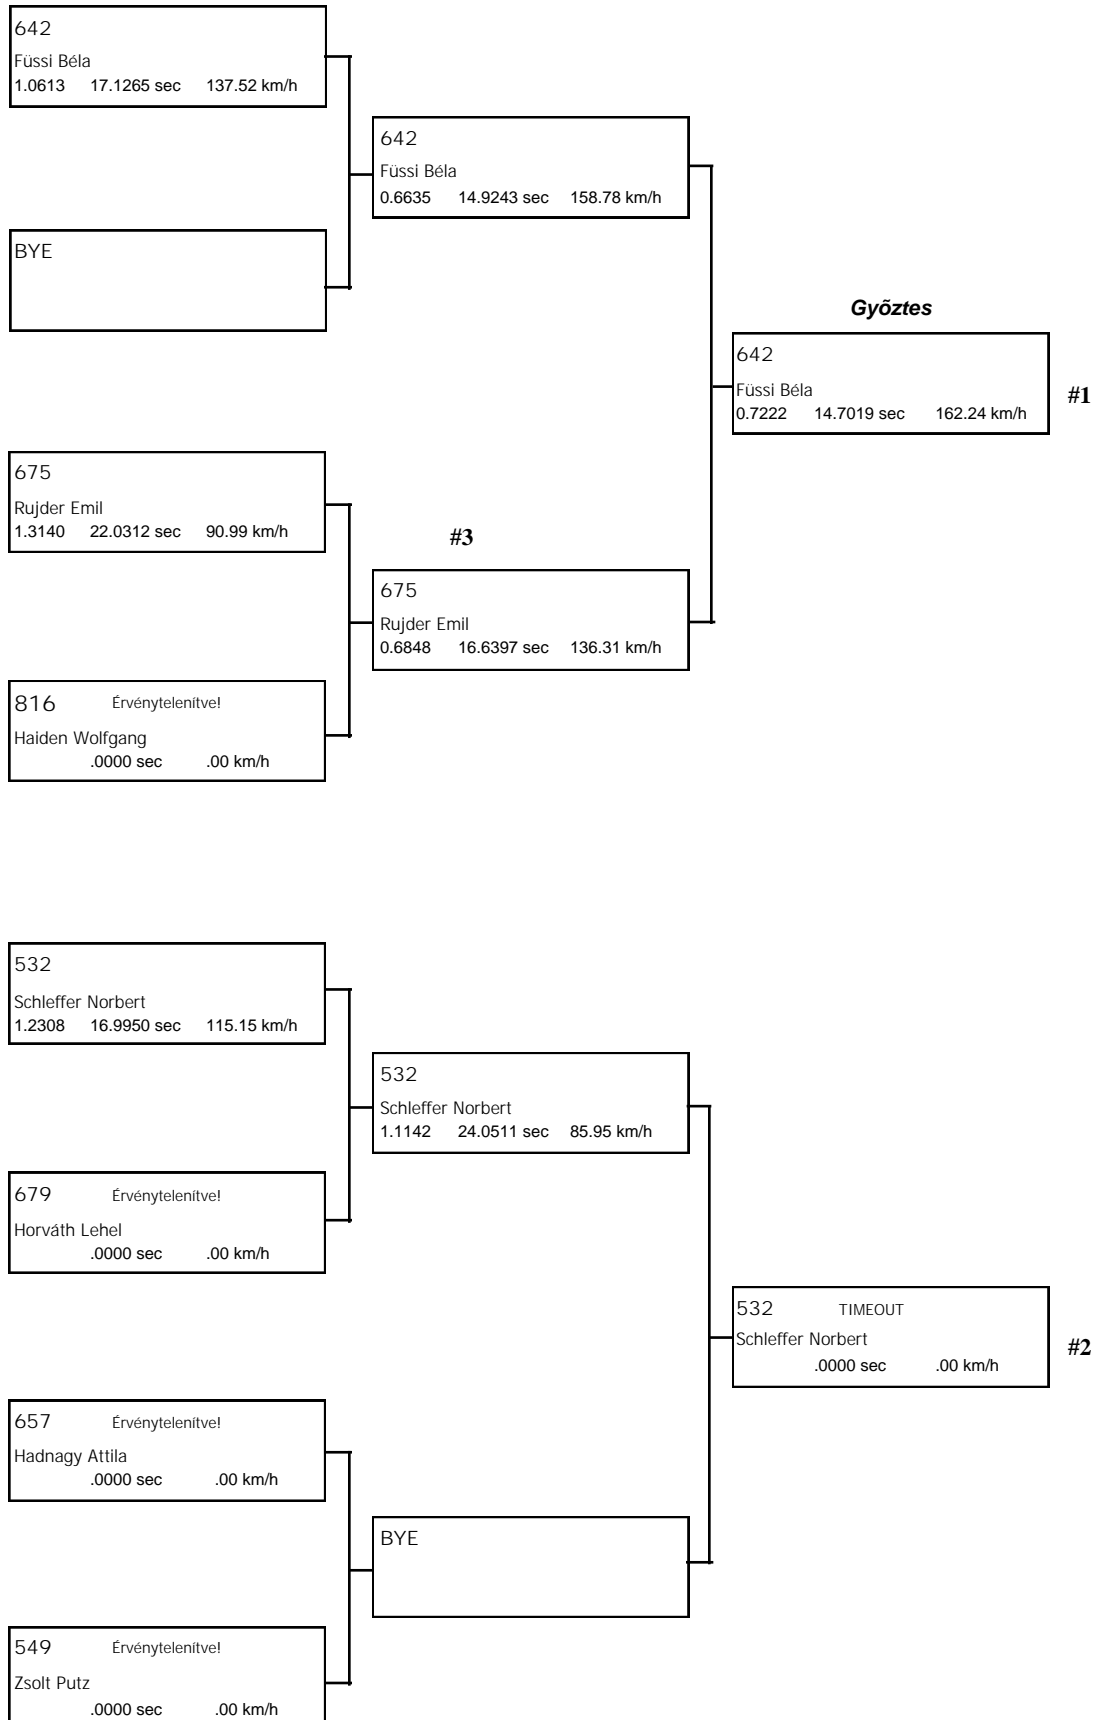 642
Füssi Béla
1.0613 17.1265 sec 137.52 km/h
642
Füssi Béla
0.6635 14.9243 sec 158.78 km/h
BYE
Gyõztes
642
Füssi Béla
0.7222 14.7019 sec 162.24 km/h
#1
675
Rujder Emil
1.3140 22.0312 sec 90.99 km/h
#3
675
Rujder Emil
0.6848 16.6397 sec 136.31 km/h
816 Érvénytelenítve!
Haiden Wolfgang
.0000 sec .00 km/h
532
Schleffer Norbert
1.2308 16.9950 sec 115.15 km/h
532
Schleffer Norbert
1.1142 24.0511 sec 85.95 km/h
679 Érvénytelenítve!
Horváth Lehel
.0000 sec .00 km/h
532 TIMEOUT
Schleffer Norbert
.0000 sec .00 km/h
#2
657 Érvénytelenítve!
Hadnagy Attila
.0000 sec .00 km/h
BYE
549 Érvénytelenítve!
Zsolt Putz
.0000 sec .00 km/h